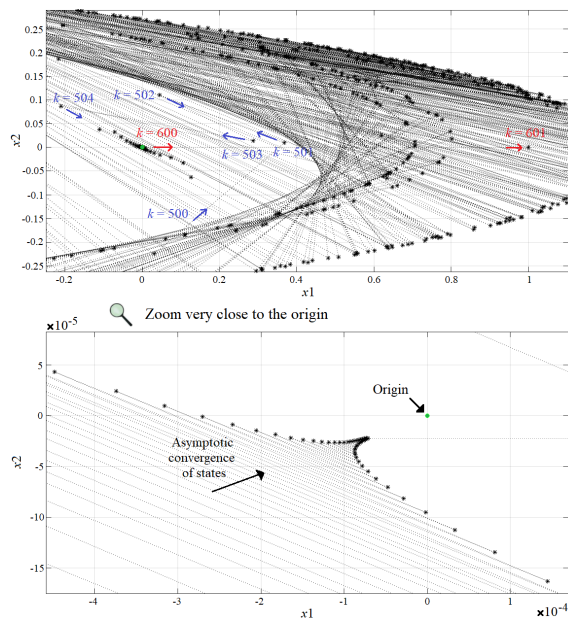 0.25
0.2
0.15
0.1
0.05
0
-0.05
-0.1
-0.15
-0.2
-0.25
x2
k = 504
k = 502
k = 600
k = 503
k = 501
k = 601
k = 500
-0.2 0 0.2 0.4 0.6 0.8 1
x1
Zoom very close to the origin
×10⁻⁵
5
0
-5
-10
-15
x2
Origin
Asymptotic
convergence
of states
-4 -3 -2 -1 0 1
x1
×10⁻⁴